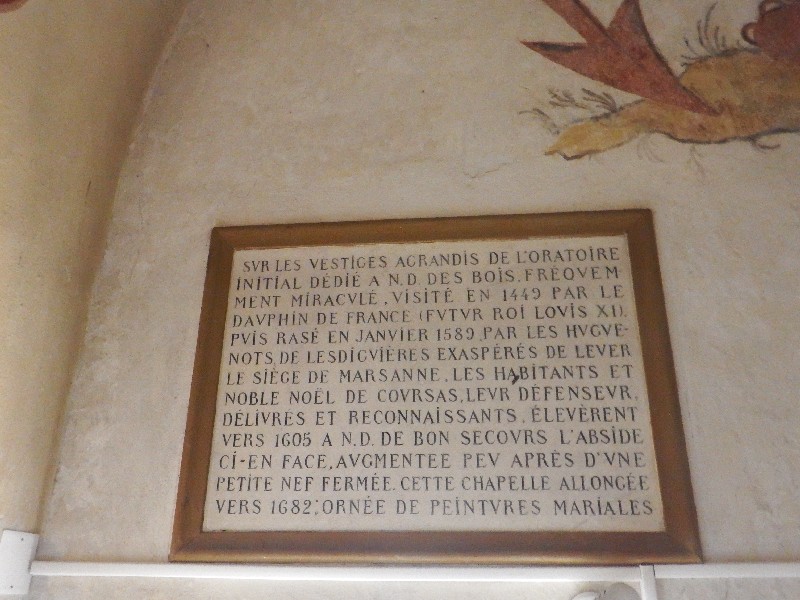 SVR LES VESTIGES AGRANDIS DE L'ORATOIRE
INITIAL DÉDIÉ A N.D. DES BOIS, FRÉQVEM-
MENT MIRACVLÉ, VISITÉ EN 1449 PAR LE
DAVPHIN DE FRANCE (FVTVR ROI LOVIS XI),
PVIS RASÉ EN JANVIER 1589, PAR LES HVGVE-
NOTS, DE LESDIGVIÈRES EXASPÉRÉS DE LEVER
LE SIÈGE DE MARSANNE, LES HABITANTS ET
NOBLE NOËL DE COVRSAS, LEVR DÉFENSEVR,
DÉLIVRÉS ET RECONNAISSANTS, ÉLEVÈRENT
VERS 1605 A N.D. DE BON SECOVRS L'ABSIDE
CI-EN FACE, AVGMENTEE PEV APRÈS D'VNE
PETITE NEF FERMÉE. CETTE CHAPELLE ALLONGÉE
VERS 1682, ORNÉE DE PEINTVRES MARIALES